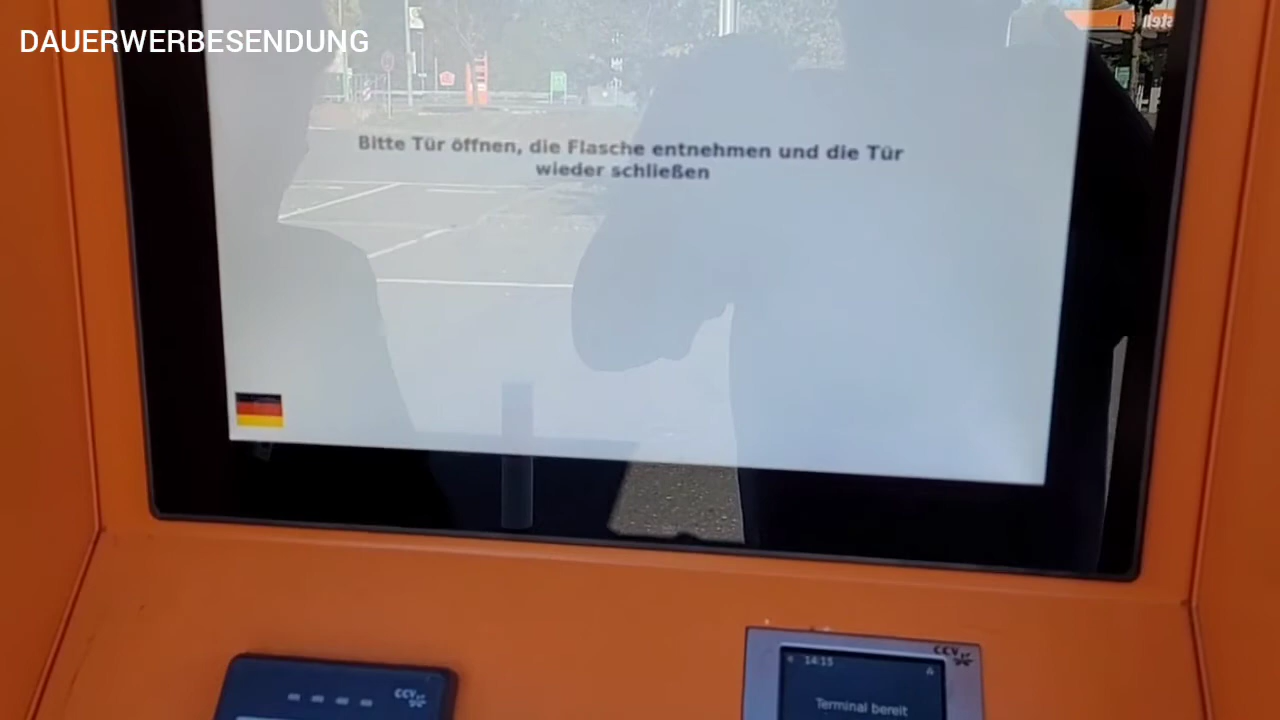 DAUERWERBESENDUNG
Bitte Tür öffnen, die Flasche entnehmen und die Tür
wieder schließen
CCV
CCV
14:15
Terminal bereit